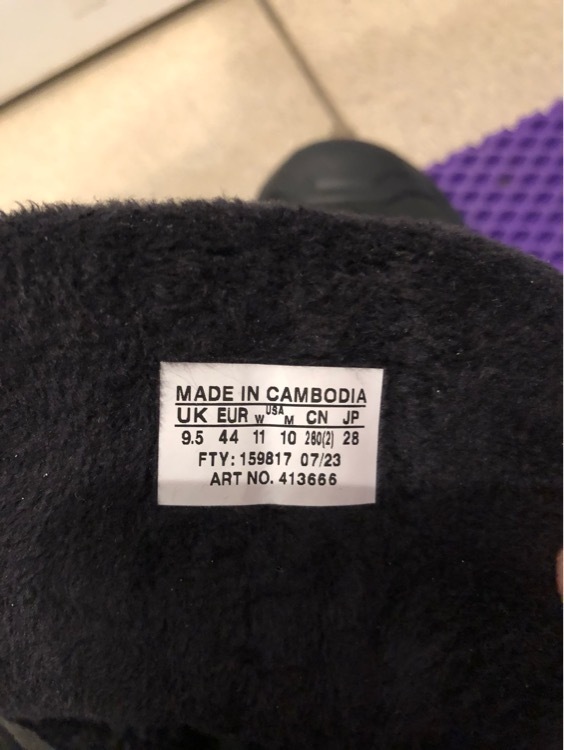 MADE IN CAMBODIA
UK EUR W USA M CN JP
9.5 44 11 10 280(2) 28
FTY: 159817 07/23
ART NO. 413666